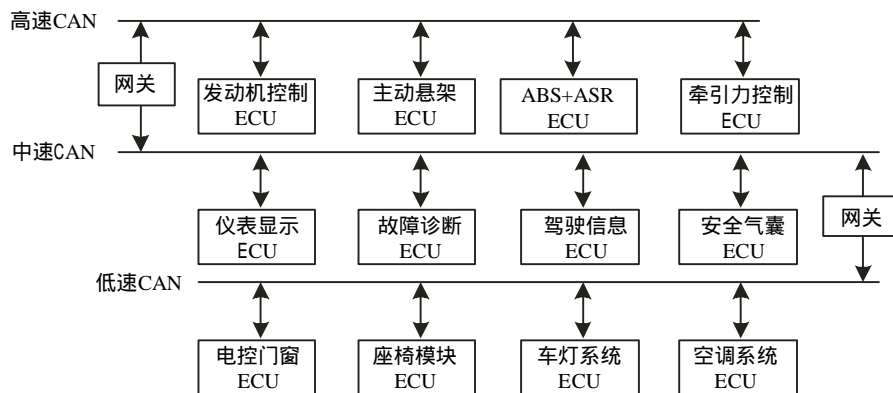 高速CAN
网关
发动机控制
ECU
主动悬架
ECU
ABS+ASR
ECU
牵引力控制
ECU
中速CAN
仪表显示
ECU
故障诊断
ECU
驾驶信息
ECU
安全气囊
ECU
网关
低速CAN
电控门窗
ECU
座椅模块
ECU
车灯系统
ECU
空调系统
ECU